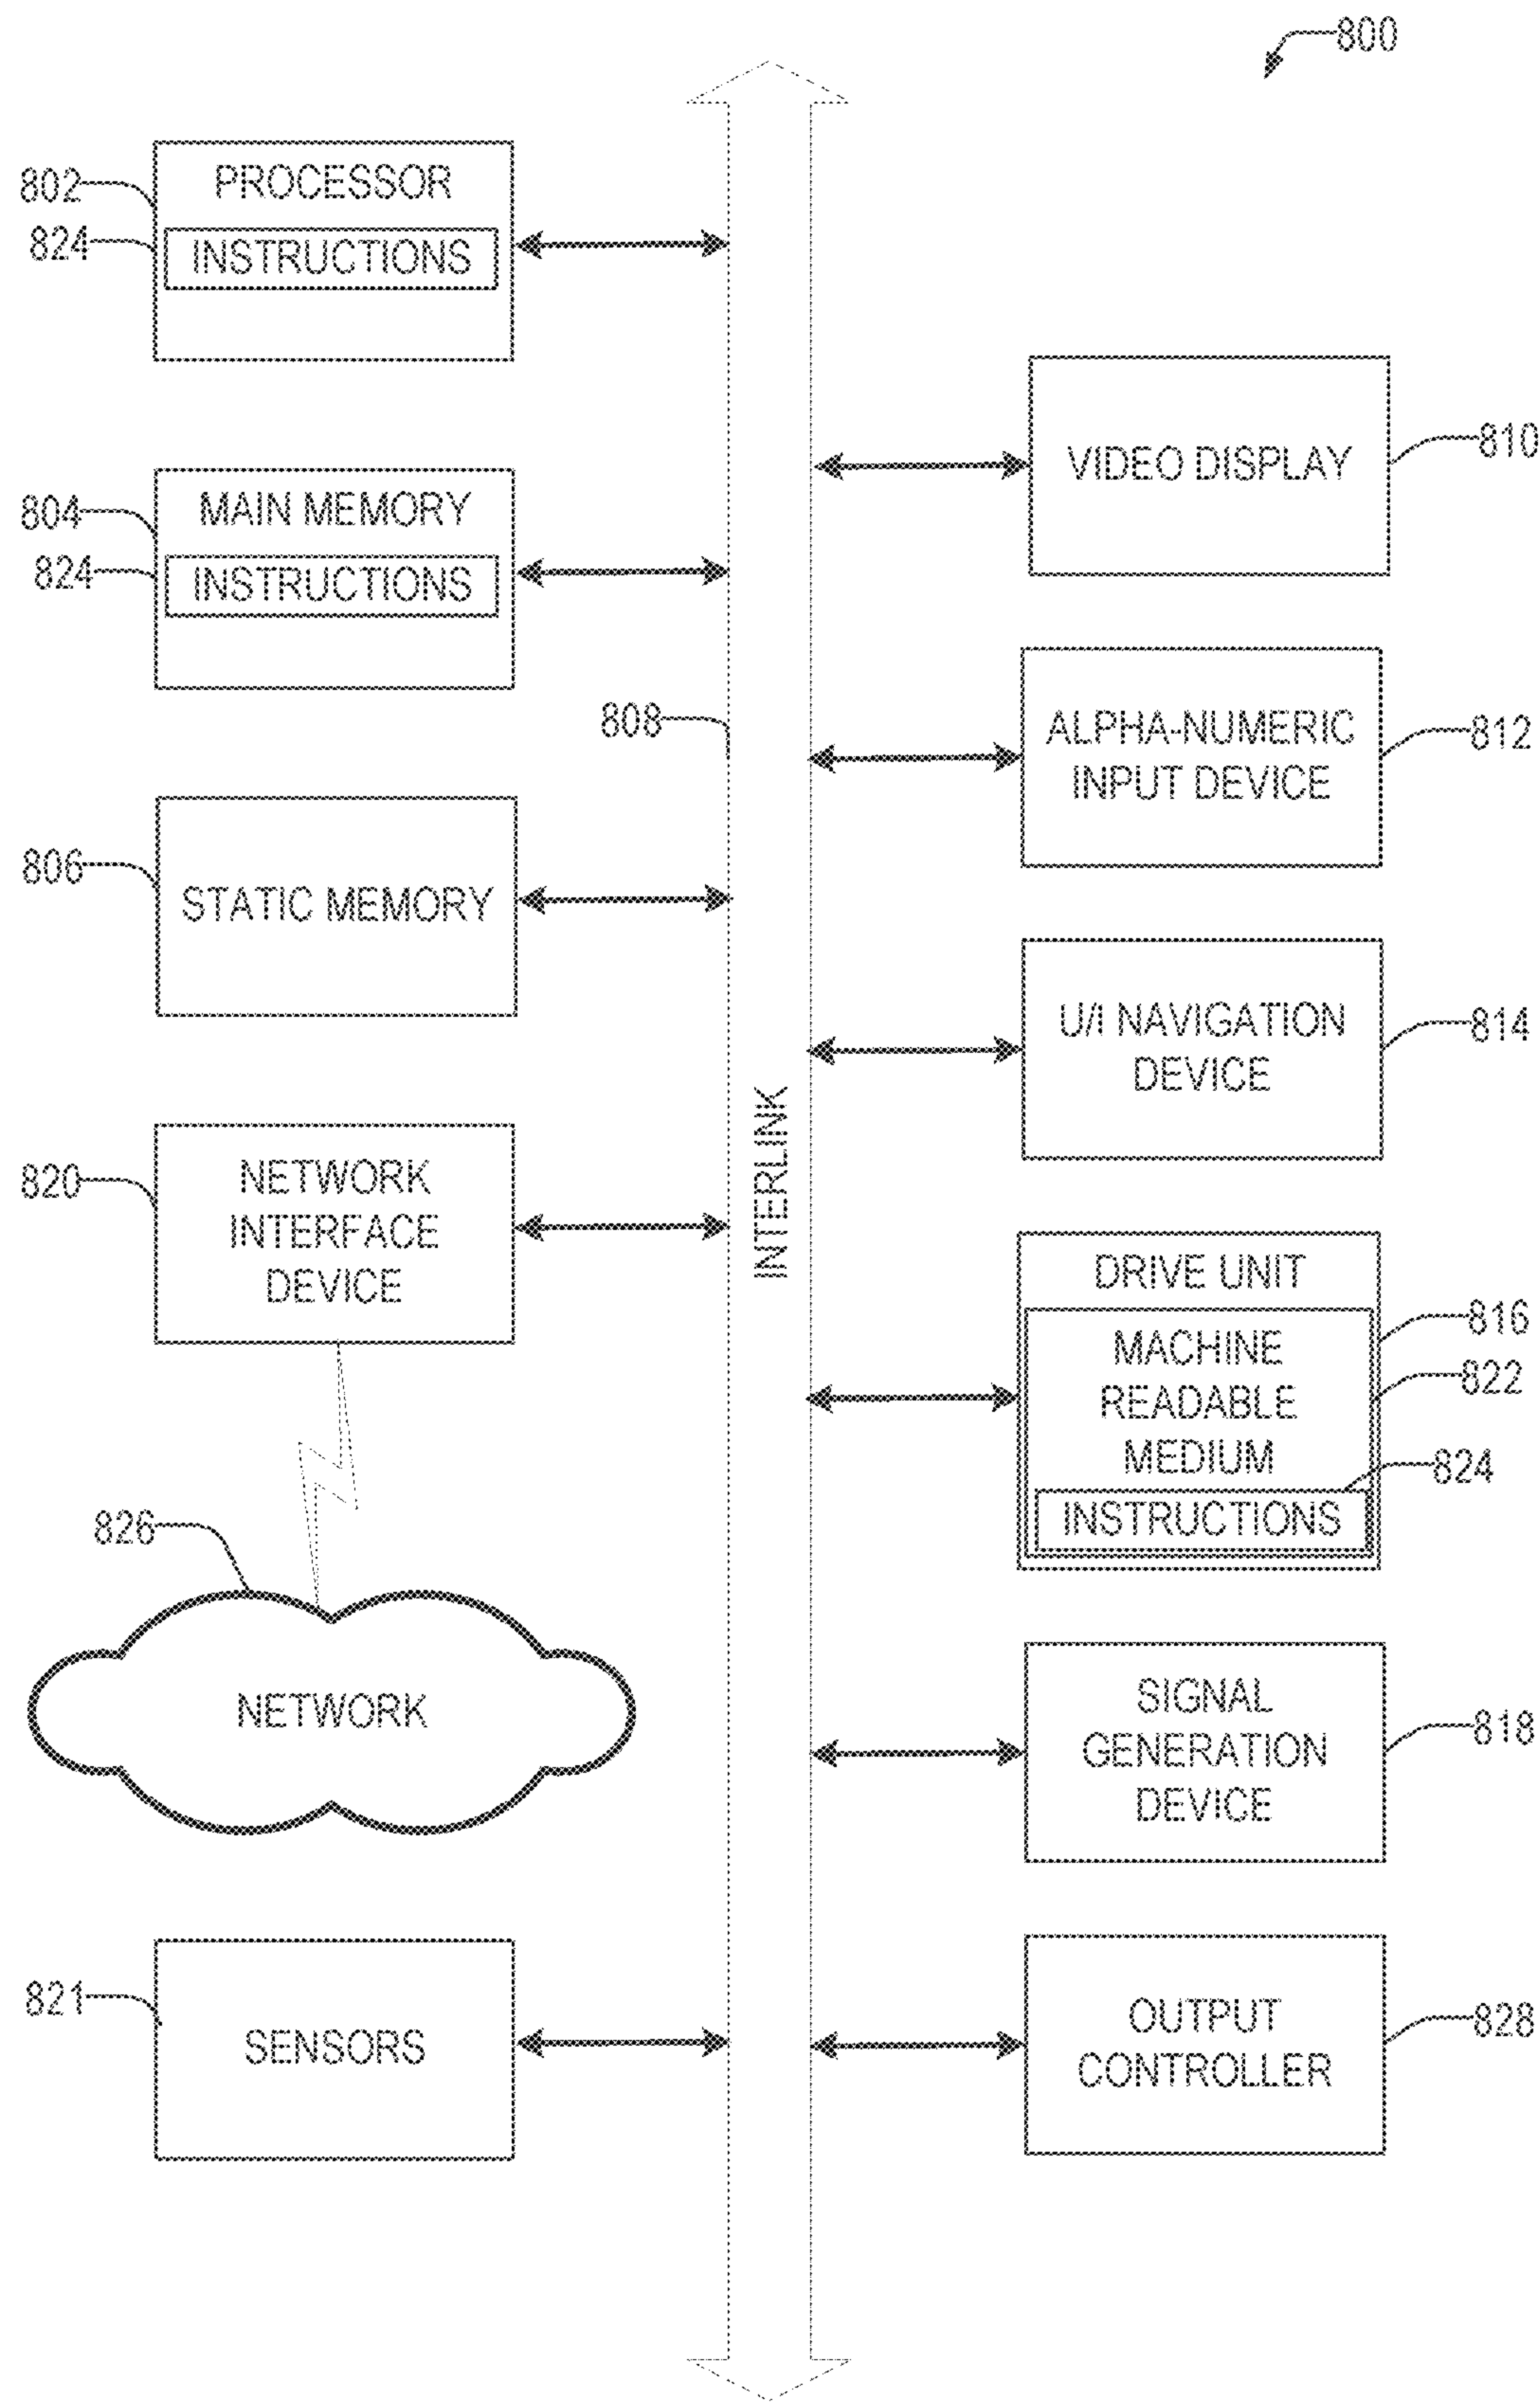 800
802
PROCESSOR
824
INSTRUCTIONS
804
MAIN MEMORY
824
INSTRUCTIONS
808
806
STATIC MEMORY
820
NETWORK
INTERFACE
DEVICE
826
NETWORK
821
SENSORS
INTERLINK
VIDEO DISPLAY
810
ALPHA-NUMERIC
INPUT DEVICE
812
U/I NAVIGATION
DEVICE
814
DRIVE UNIT
816
MACHINE
READABLE
MEDIUM
822
824
INSTRUCTIONS
SIGNAL
GENERATION
DEVICE
818
OUTPUT
CONTROLLER
828